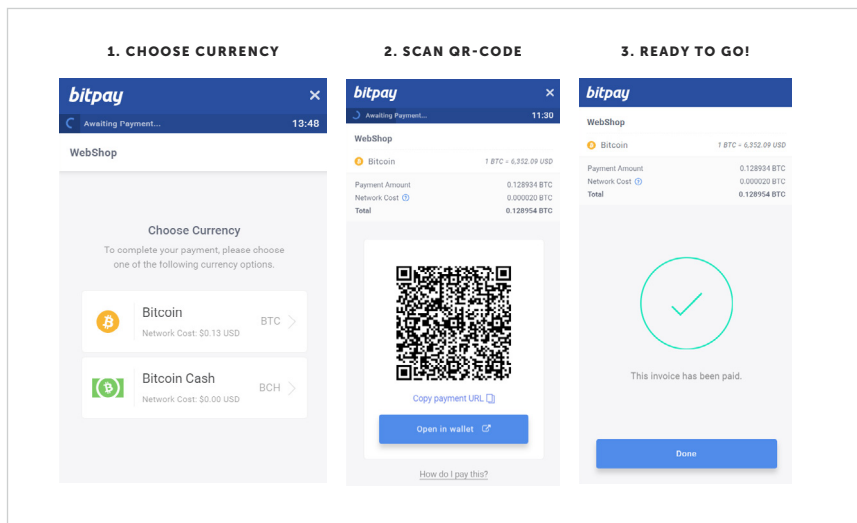 1. CHOOSE CURRENCY
bitpay
Awaiting Payment... 13:48
WebShop
Choose Currency
To complete your payment, please choose
one of the following currency options.
Bitcoin
Network Cost: $0.13 USD
BTC
Bitcoin Cash
Network Cost: $0.00 USD
BCH
2. SCAN QR-CODE
bitpay
Awaiting Payment... 11:30
WebShop
Bitcoin 1 BTC = 6,352.09 USD
Payment Amount 0.128934 BTC
Network Cost 0.000020 BTC
Total 0.128954 BTC
Copy payment URL
Open in wallet
How do I pay this?
3. READY TO GO!
bitpay
WebShop
Bitcoin 1 BTC = 6,352.09 USD
Payment Amount 0.128934 BTC
Network Cost 0.000020 BTC
Total 0.128954 BTC
This invoice has been paid.
Done